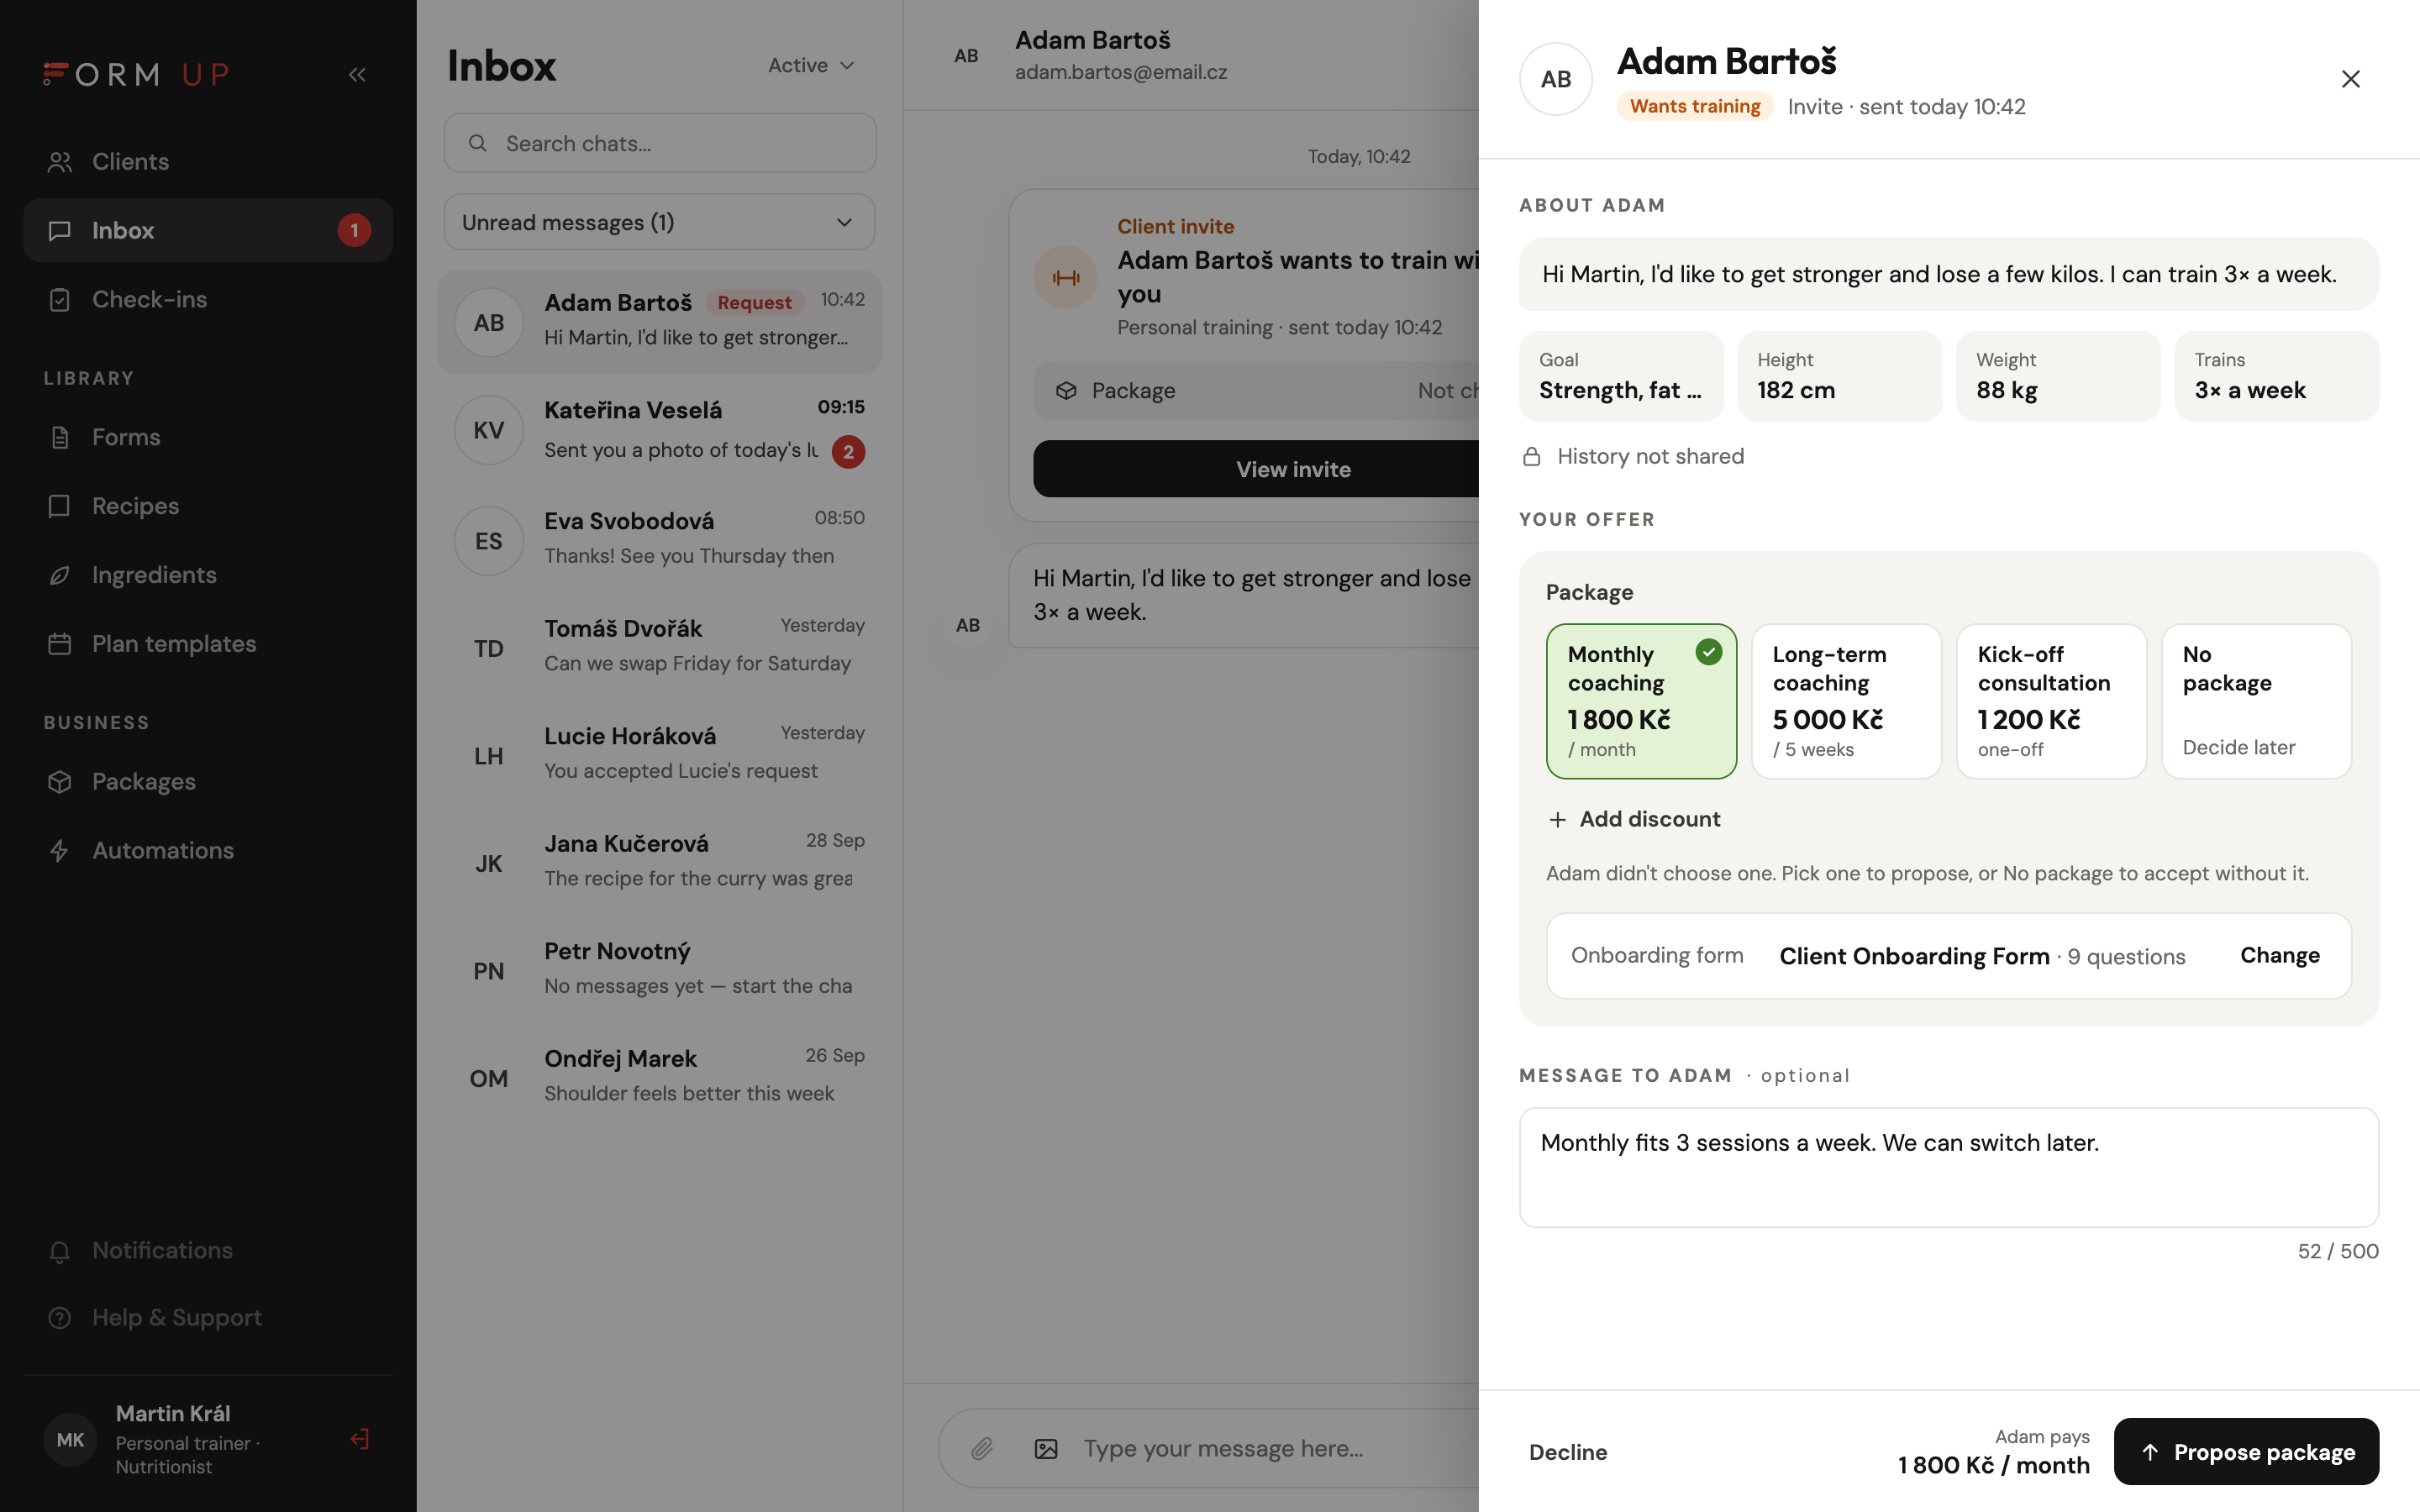 FORM UP
Clients
Inbox
1
Check-ins
LIBRARY
Forms
Recipes
Ingredients
Plan templates
BUSINESS
Packages
Automations
Notifications
Help & Support
MK
Martin Král
Personal trainer ·
Nutritionist
Inbox
Active
Search chats...
Unread messages (1)
AB
Adam Bartoš
Request
10:42
Hi Martin, I'd like to get stronger...
KV
Kateřina Veselá
09:15
Sent you a photo of today's lu
2
ES
Eva Svobodová
08:50
Thanks! See you Thursday then
TD
Tomáš Dvořák
Yesterday
Can we swap Friday for Saturday
LH
Lucie Horáková
Yesterday
You accepted Lucie's request
JK
Jana Kučerová
28 Sep
The recipe for the curry was grea
PN
Petr Novotný
No messages yet — start the cha
OM
Ondřej Marek
26 Sep
Shoulder feels better this week
AB
Adam Bartoš
adam.bartos@email.cz
Today, 10:42
Client invite
Adam Bartoš wants to train wi
you
Personal training · sent today 10:42
Package
Not ch
View invite
AB
Hi Martin, I'd like to get stronger and lose
3× a week.
Type your message here...
AB
Adam Bartoš
Wants training
Invite · sent today 10:42
ABOUT ADAM
Hi Martin, I'd like to get stronger and lose a few kilos. I can train 3× a week.
Goal
Strength, fat ...
Height
182 cm
Weight
88 kg
Trains
3× a week
History not shared
YOUR OFFER
Package
Monthly
coaching
1 800 Kč
/ month
Long-term
coaching
5 000 Kč
/ 5 weeks
Kick-off
consultation
1 200 Kč
one-off
No
package
Decide later
Add discount
Adam didn't choose one. Pick one to propose, or No package to accept without it.
Onboarding form
Client Onboarding Form · 9 questions
Change
MESSAGE TO ADAM · optional
Monthly fits 3 sessions a week. We can switch later.
52 / 500
Decline
Adam pays
1 800 Kč / month
Propose package